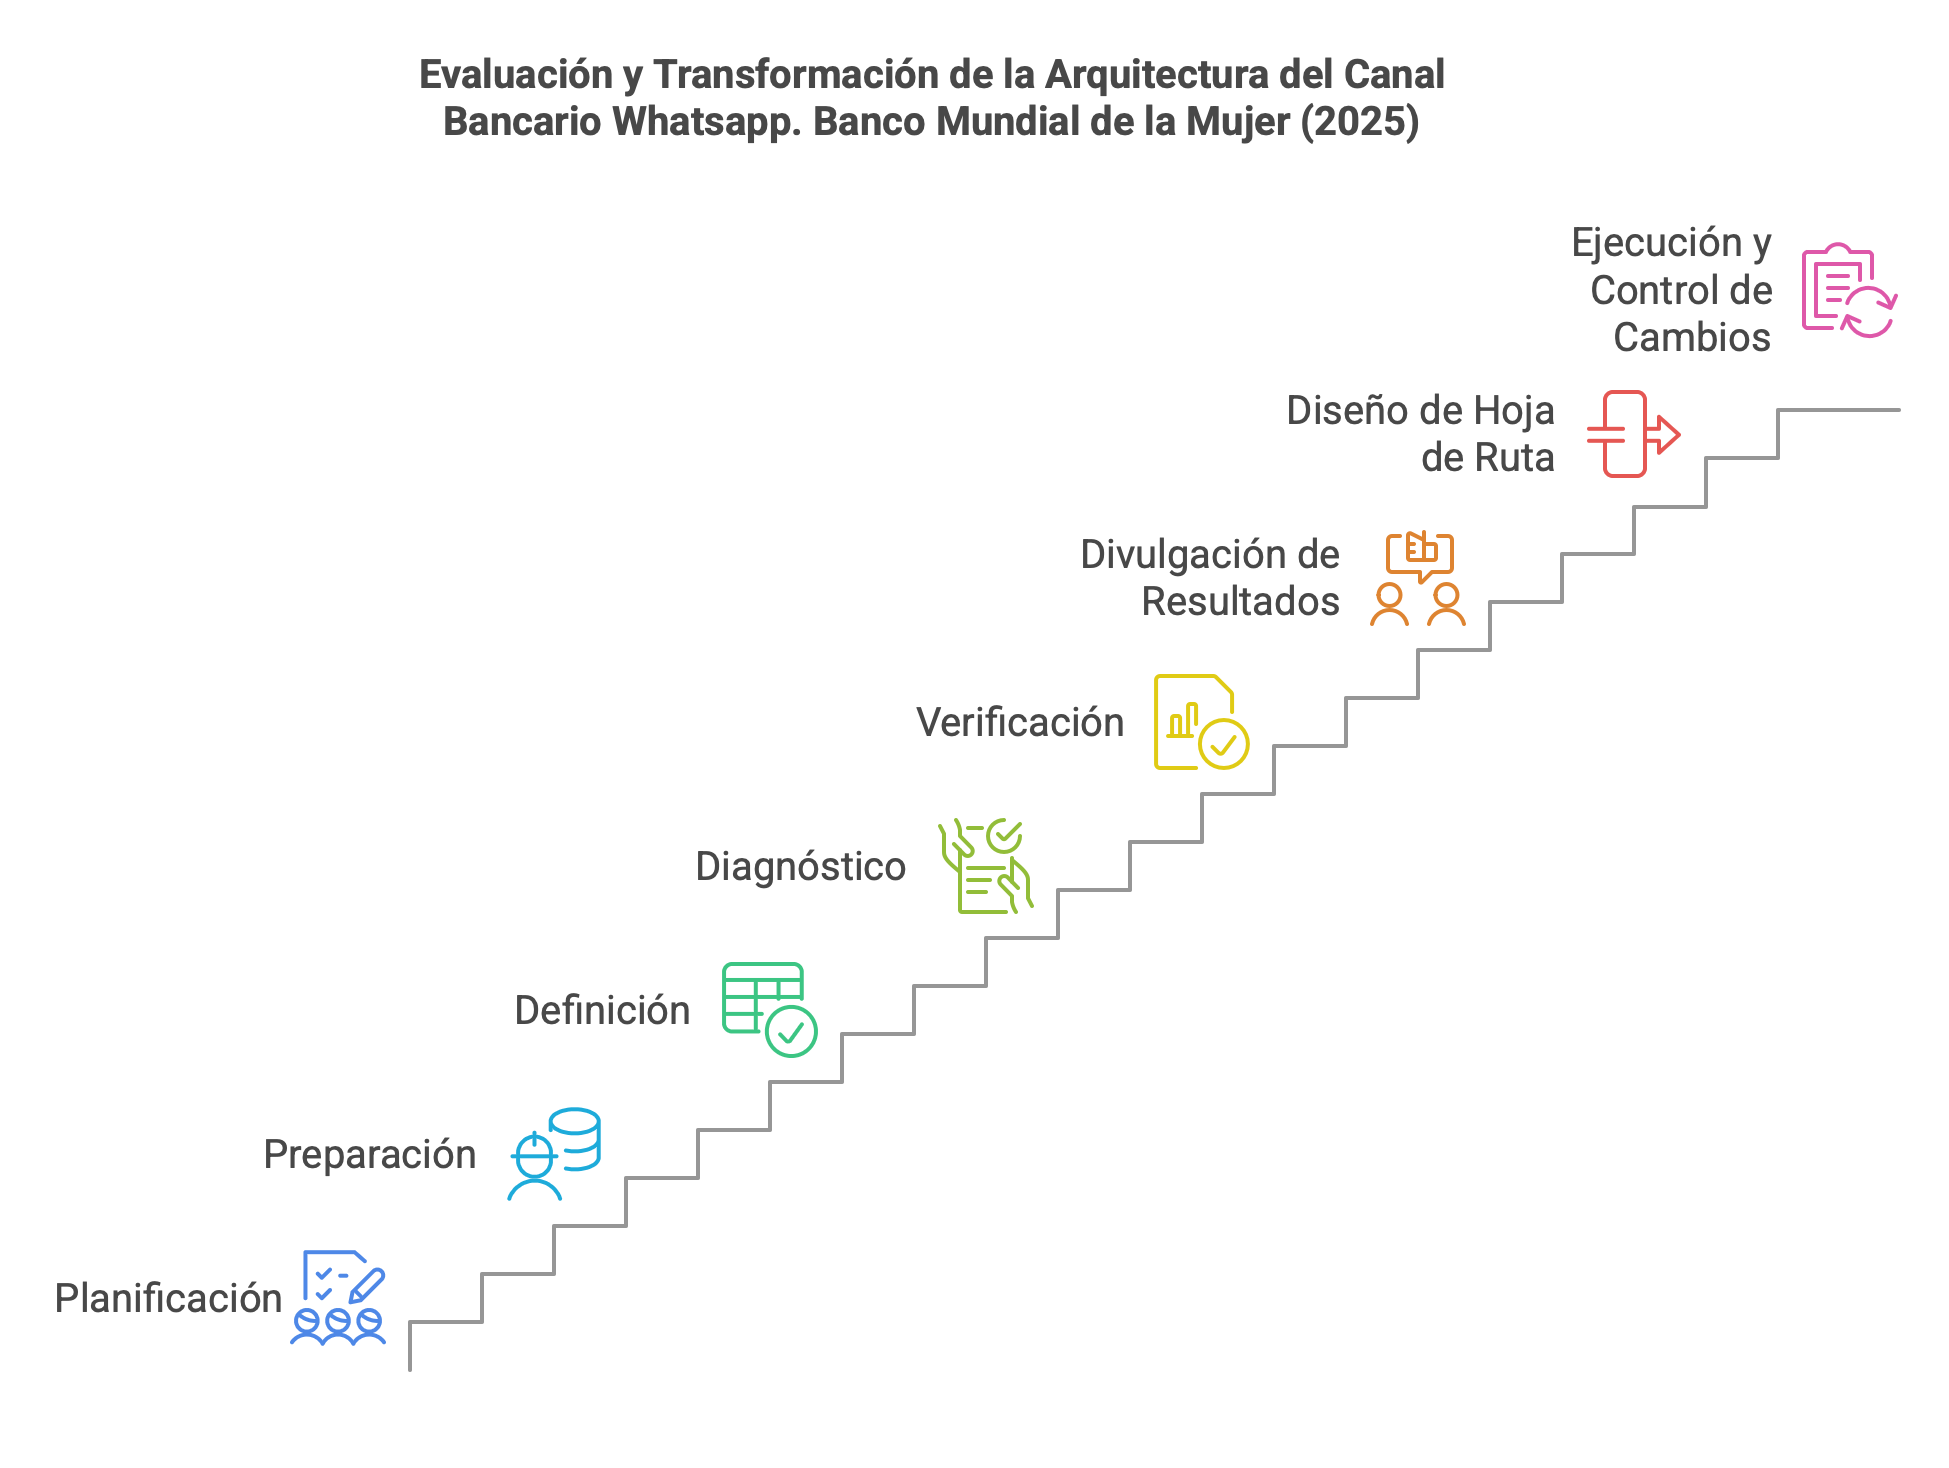 Evaluación y Transformación de la Arquitectura del Canal
Bancario Whatsapp. Banco Mundial de la Mujer (2025)
Ejecución y
Control de
Cambios
Diseño de Hoja
de Ruta
Divulgación de
Resultados
Verificación
Diagnóstico
Definición
Preparación
Planificación